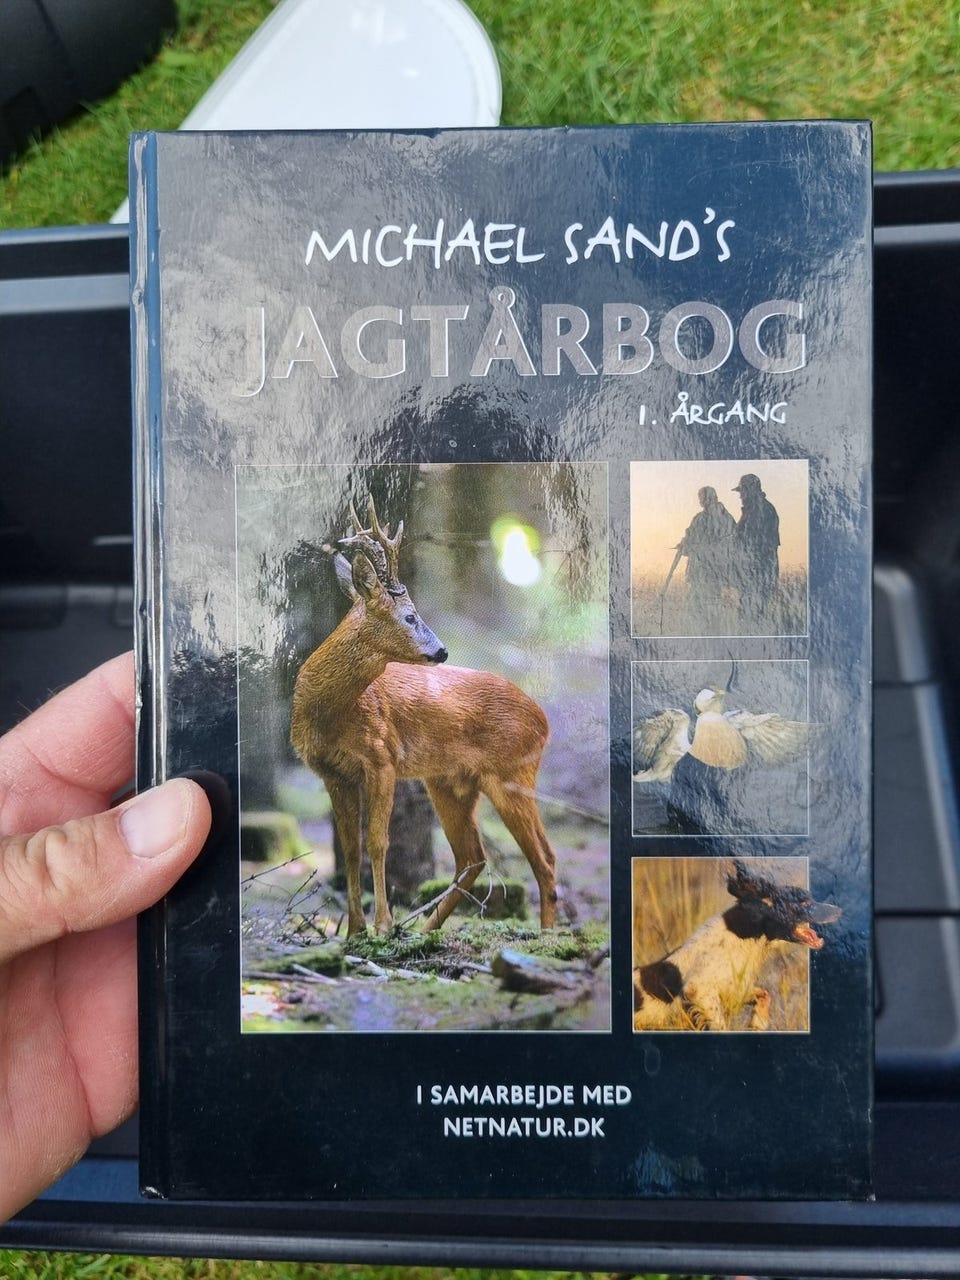 MICHAEL SAND'S
JAGTÅRBOG
1. ÅRGANG
I SAMARBEJDE MED
NETNATUR.DK